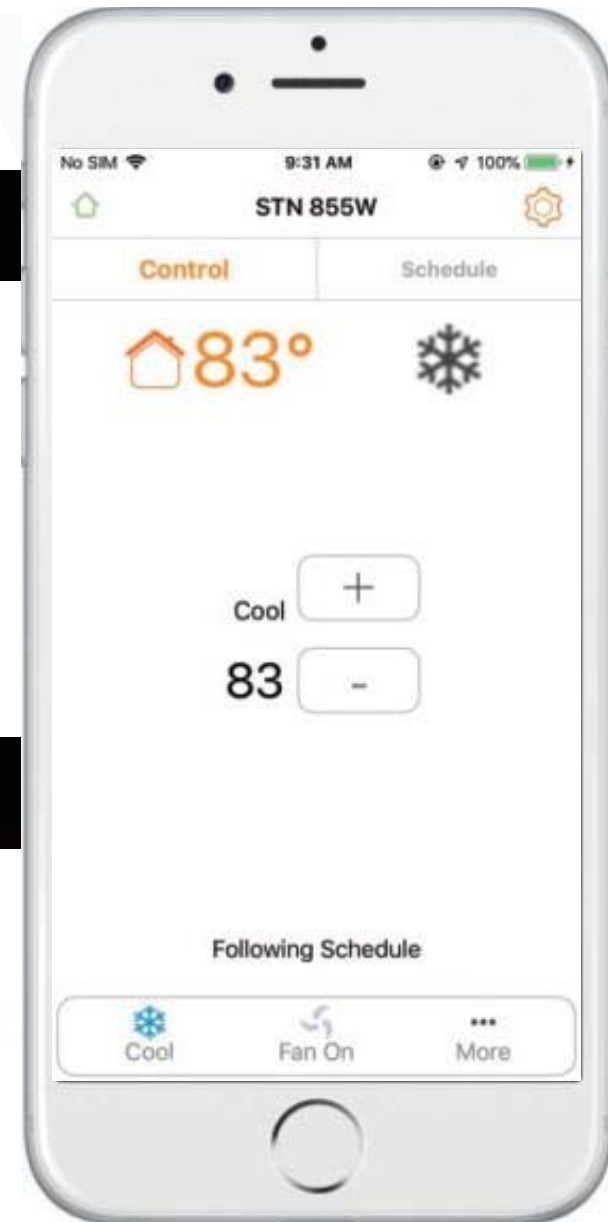 No SIM 9:31 AM 100%
STN 855W
Control Schedule
83°
+
Cool
83 -
Following Schedule
Cool Fan On More